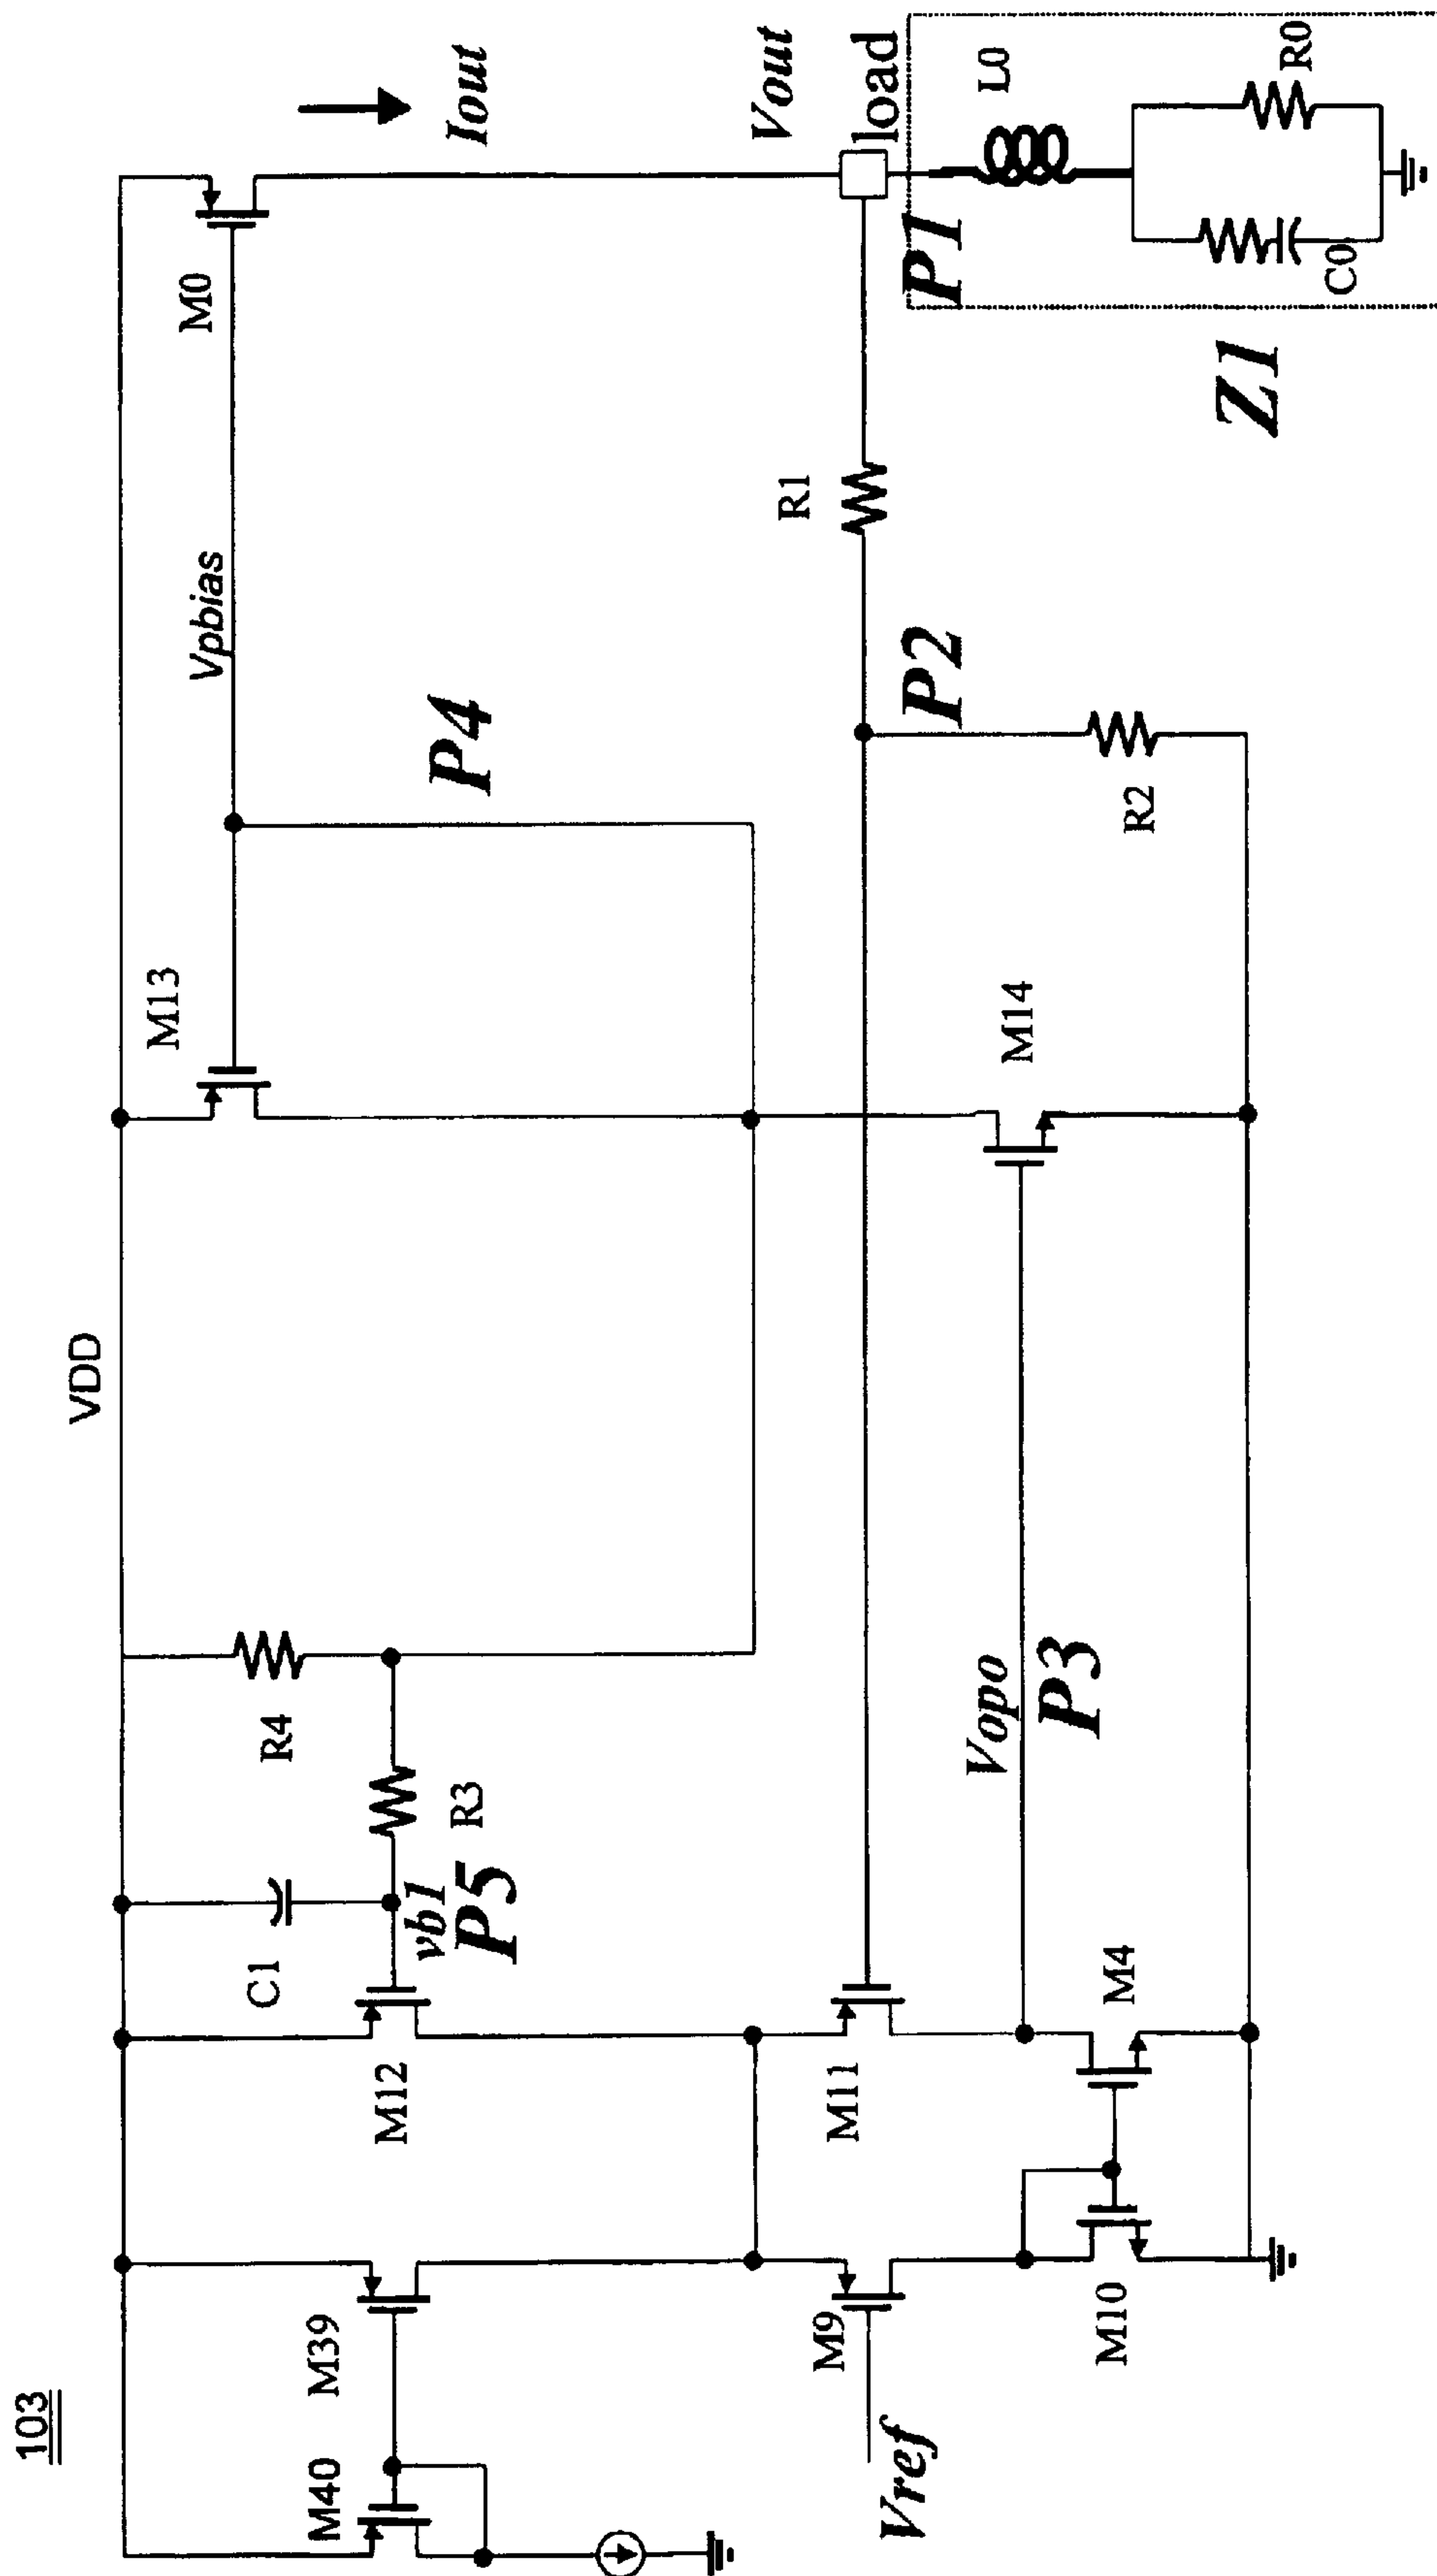 103
VDD
M40
M39
M12
C1
R4
M13
M0
Vpbias
Iout
vb1
P5
R3
P4
Vref
M9
M11
R1
Vout
load
P1
L0
P2
Vopo
P3
M10
M4
M14
R2
Z1
C0
R0